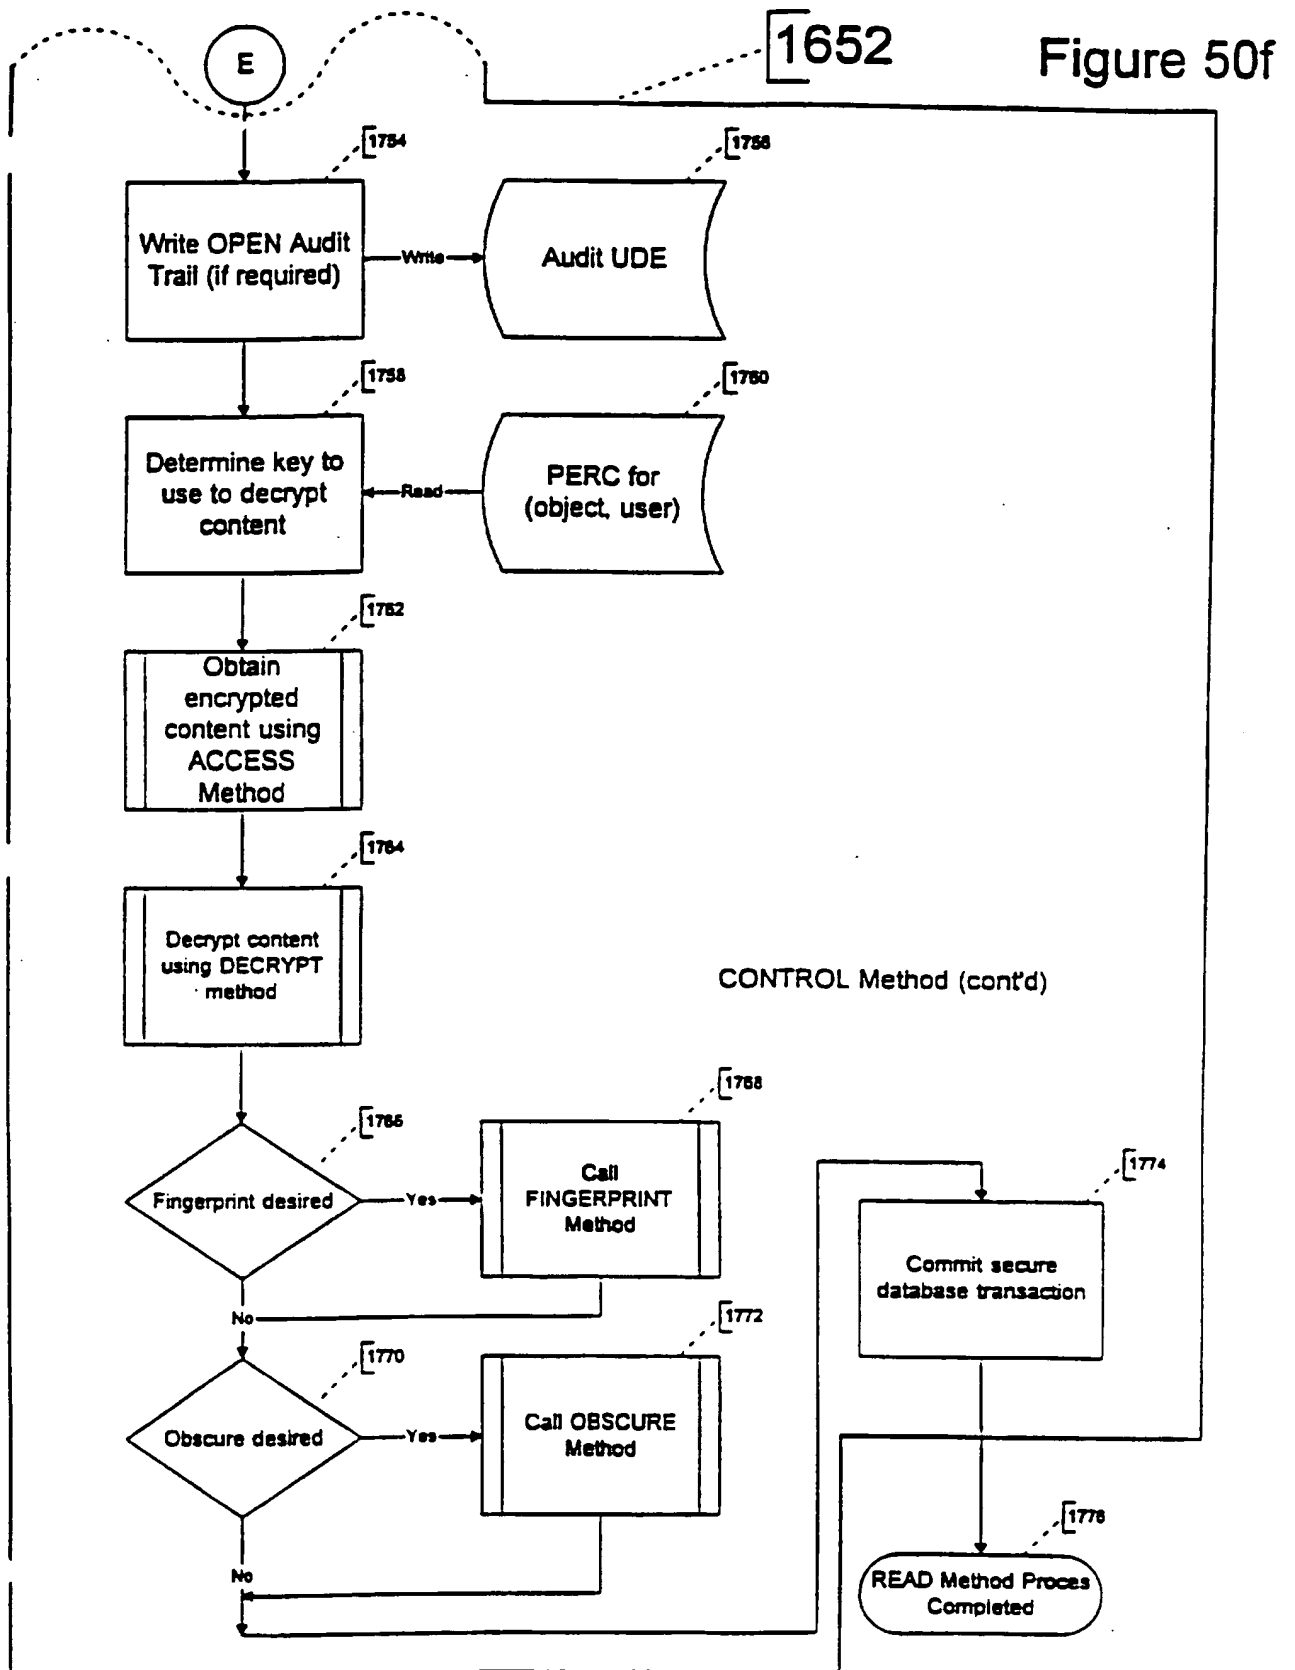 1652
Figure 50f
E
1754
1756
Write OPEN Audit
Trail (if required)
Write
Audit UDE
1758
1760
Determine key to
use to decrypt
content
Read
PERC for
(object, user)
1762
Obtain
encrypted
content using
ACCESS
Method
1764
Decrypt content
using DECRYPT
method
CONTROL Method (cont'd)
1766
1768
Fingerprint desired
Yes
Call
FINGERPRINT
Method
1774
Commit secure
database transaction
No
1770
1772
Obscure desired
Yes
Call OBSCURE
Method
No
1776
READ Method Proces
Completed